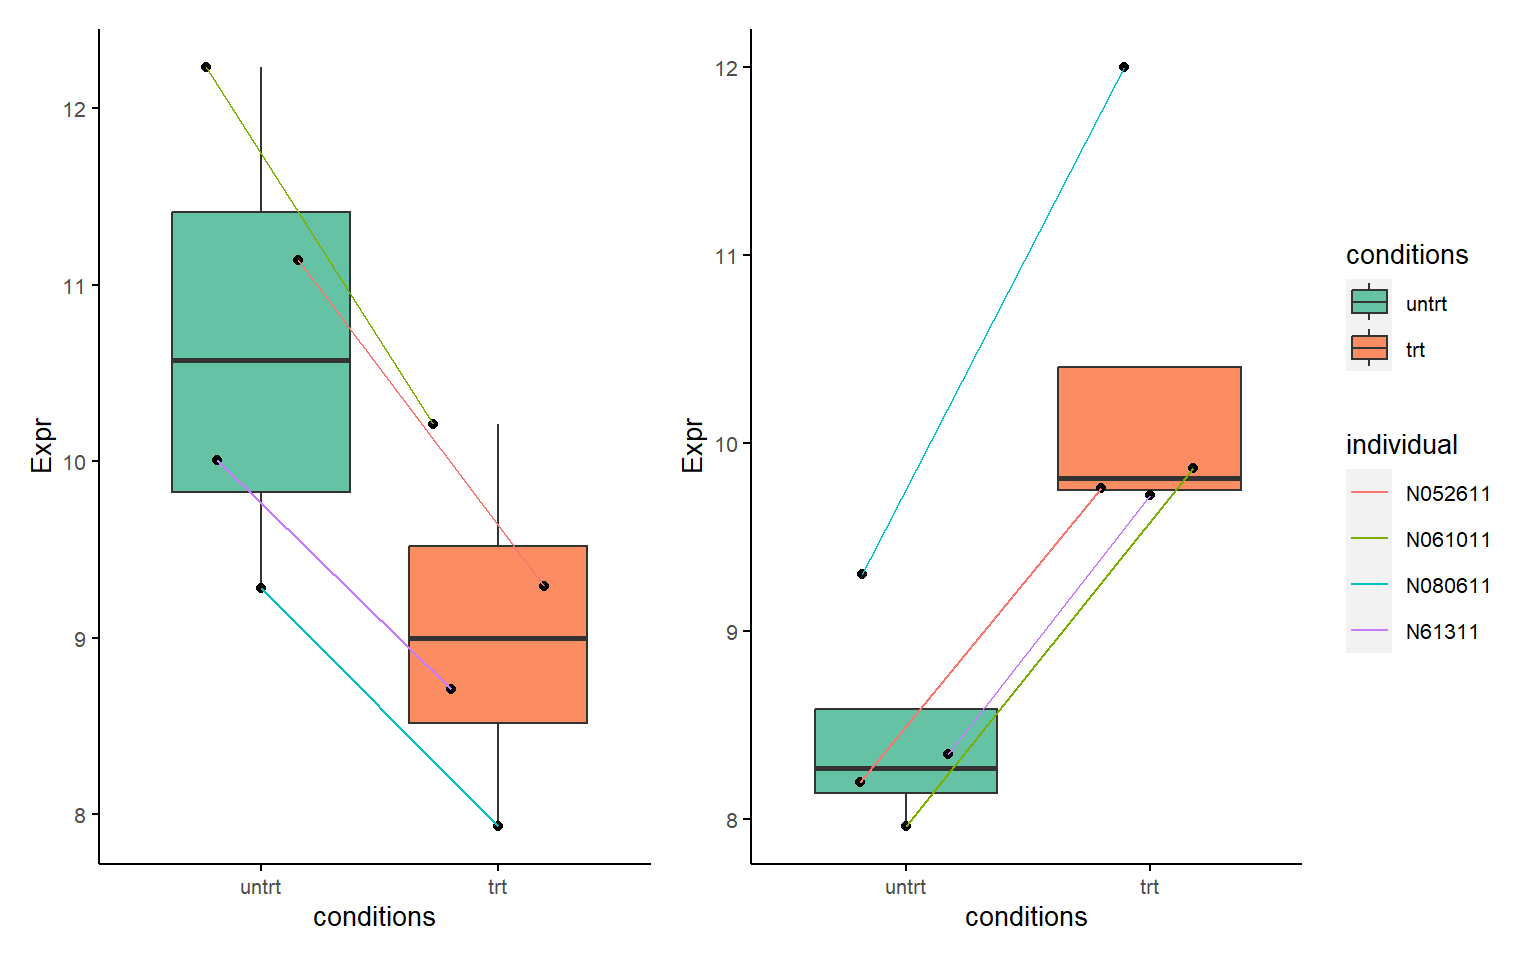 Expr
12
11
10
9
8
untrt
trt
conditions
Expr
12
11
10
9
8
untrt
trt
conditions
conditions
untrt
trt
individual
N052611
N061011
N080611
N61311